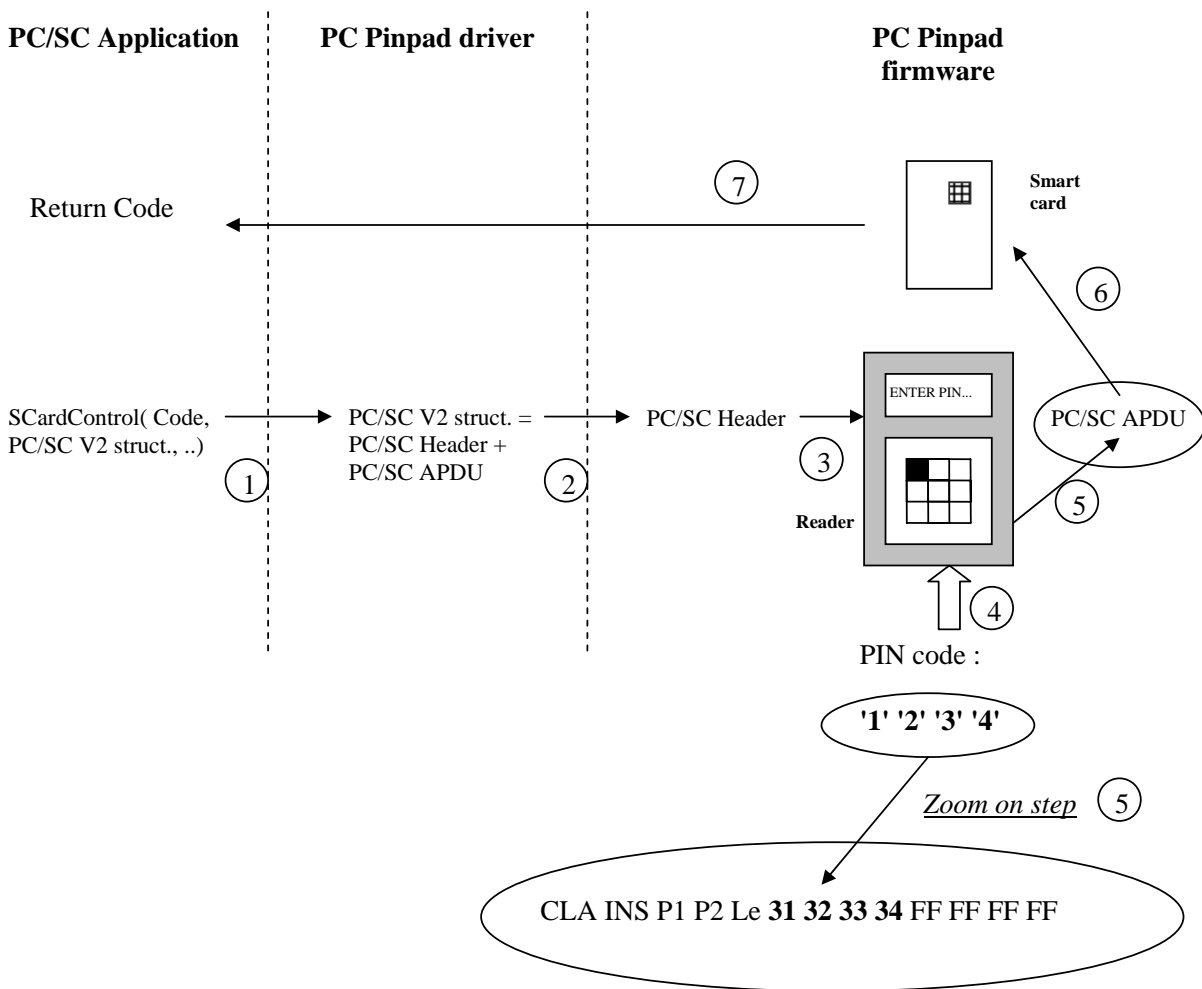 PC/SC Application
PC Pinpad driver
PC Pinpad
firmware
7
Smart
card
Return Code
6
ENTER PIN...
SCardControl( Code,
PC/SC V2 struct., ..)
1
PC/SC V2 struct. =
PC/SC Header +
PC/SC APDU
2
PC/SC Header
3
PC/SC APDU
5
Reader
4
PIN code :
'1' '2' '3' '4'
Zoom on step 5
CLA INS P1 P2 Le 31 32 33 34 FF FF FF FF